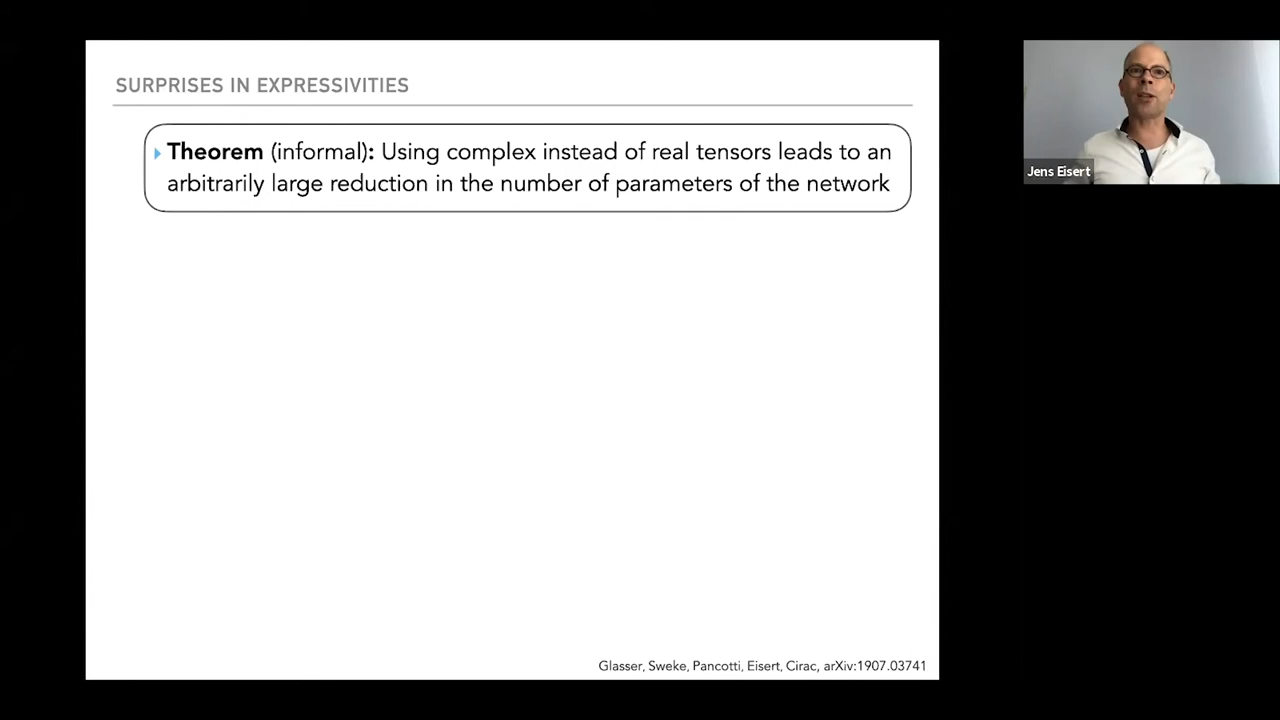 SURPRISES IN EXPRESSIVITIES
Theorem (informal): Using complex instead of real tensors leads to an
arbitrarily large reduction in the number of parameters of the network
Jens Eisert
Glasser, Sweke, Pancotti, Eisert, Cirac, arXiv:1907.03741